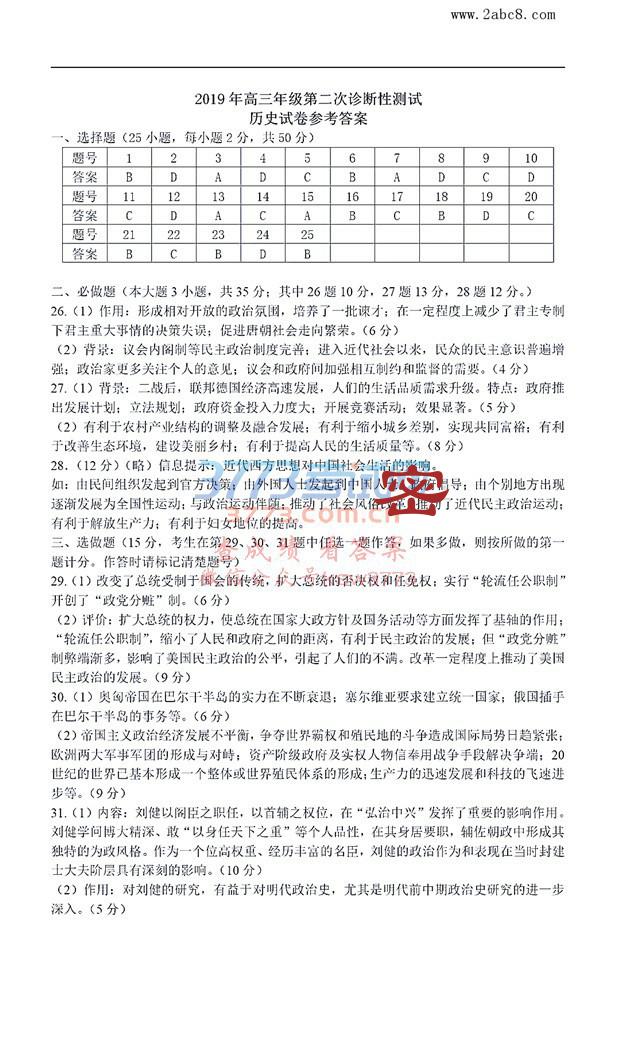 www.2abc8.com
2019 年高三年级第二次诊断性测试
历史试卷参考答案
一、选择题（25 小题，每小题 2 分，共 50 分）
题号 1 2 3 4 5 6 7 8 9 10
答案 B D A D C B A D C D
题号 11 12 13 14 15 16 17 18 19 20
答案 C D A C A B C B D C
题号 21 22 23 24 25
答案 B C B D B
二、必做题（本大题 3 小题，共 35 分；其中 26 题 10 分，27 题 13 分，28 题 12 分。）
26.（1）作用：形成相对开放的政治氛围，培养了一批谏才；在一定程度上减少了君主专制
下君主重大事情的决策失误；促进唐朝社会走向繁荣。（6 分）
（2）背景：议会内阁制等民主政治制度完善；进入近代社会以来，民众的民主意识普遍增
强；政治家更多关注个人的意见；议会和政府间加强相互制约和监督的需要。（4 分）
27.（1）背景：二战后，联邦德国经济高速发展，人们的生活品质需求升级。特点：政府推
出发展计划；立法规划；政府资金投入力度大；开展竞赛活动；效果显著。（5 分）
（2）有利于农村产业结构的调整及融合发展；有利于缩小城乡差别，实现共同富裕；有利
于改善生态环境，建设美丽乡村；有利于提高人民的生活质量等。（8 分）
28.（12 分）（略）信息提示：近代西方思想对中国社会生活的影响。
如：由民间组织发起到官方决策；由外国人士发起到中国人 倡导；由个别地方出现
逐渐发展为全国性运动；与政治运动伴随；推动了社会风俗改 推动了近代民主政治运动；
有利于解放生产力；有利于妇女地位的提高。
三、选做题（15 分，考生在第 29、30、31 题中任选一题作答，如果多做，则按所做的第一
题计分。作答时请标记清楚题号）
29.（1）改变了总统受制于国会的传统，扩大总统的否决权和任免权；实行“轮流任公职制”
开创了“政党分赃”制。（6 分）
（2）评价：扩大总统的权力，使总统在国家大政方针及国务活动等方面发挥了基轴的作用；
“轮流任公职制”，缩小了人民和政府之间的距离，有利于民主政治的发展；但“政党分赃”
制弊端渐多，影响了美国民主政治的公平，引起了人们的不满。改革一定程度上推动了美国
民主政治的发展。（9 分）
30.（1）奥匈帝国在巴尔干半岛的实力在不断衰退；塞尔维亚要求建立统一国家；俄国插手
在巴尔干半岛的事务等。（6 分）
（2）帝国主义政治经济发展不平衡，争夺世界霸权和殖民地的斗争造成国际局势日趋紧张；
欧洲两大军事军团的形成与对峙；资产阶级政府及实权人物信奉用战争手段解决争端；20
世纪的世界已基本形成一个整体或世界殖民体系的形成；生产力的迅速发展和科技的飞速进
步等。（9 分）
31.（1）内容：刘健以阁臣之职任，以首辅之权位，在“弘治中兴”发挥了重要的影响作用。
刘健学问博大精深、敢“以身任天下之重”等个人品性，在其身居要职，辅佐朝政中形成其
独特的为政风格。作为一个位高权重、经历丰富的名臣，刘健的政治作为和表现在当时封建
士大夫阶层具有深刻的影响。（10 分）
（2）作用：对刘健的研究，有益于对明代政治史，尤其是明代前中期政治史研究的进一步
深入。（5 分）
3773考试网
3773.com.cn
查成绩看答案
密